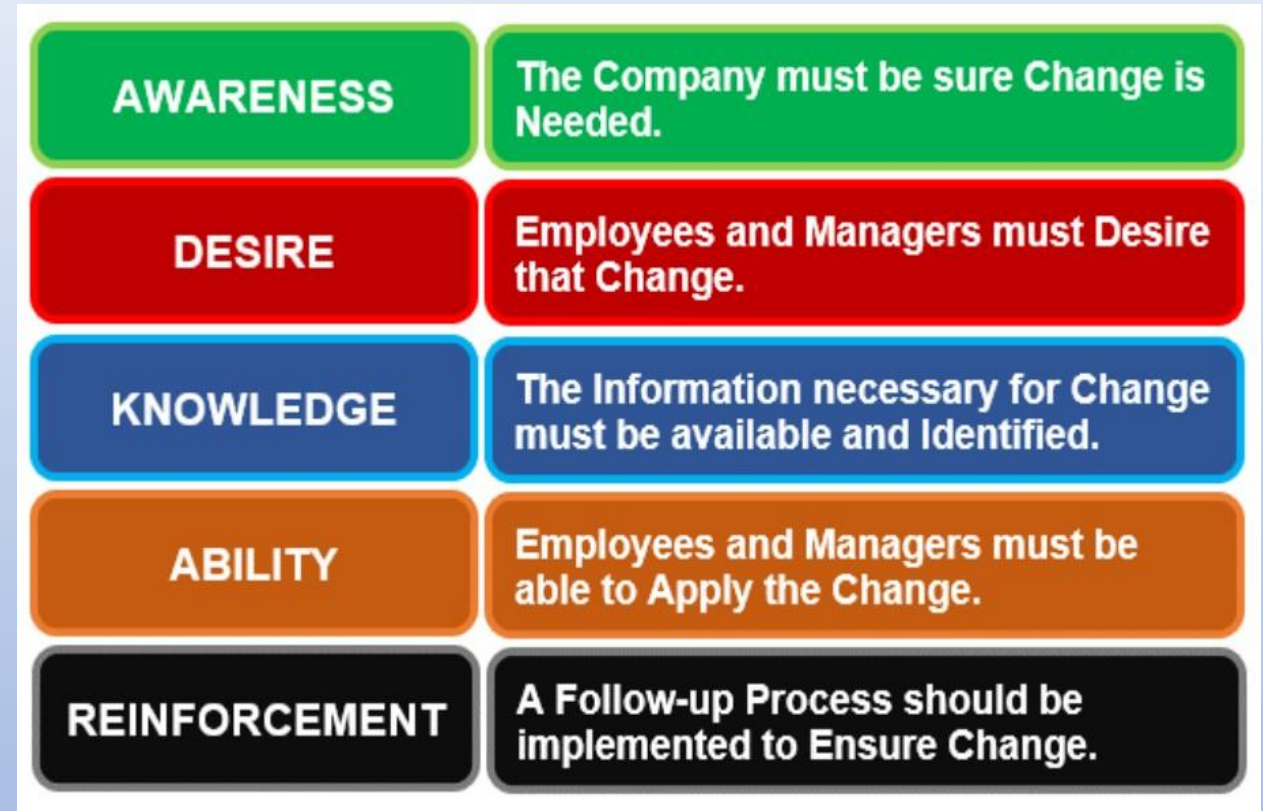 AWARENESS
The Company must be sure Change is
Needed.
DESIRE
Employees and Managers must Desire
that Change.
KNOWLEDGE
The Information necessary for Change
must be available and Identified.
ABILITY
Employees and Managers must be
able to Apply the Change.
REINFORCEMENT
A Follow-up Process should be
implemented to Ensure Change.